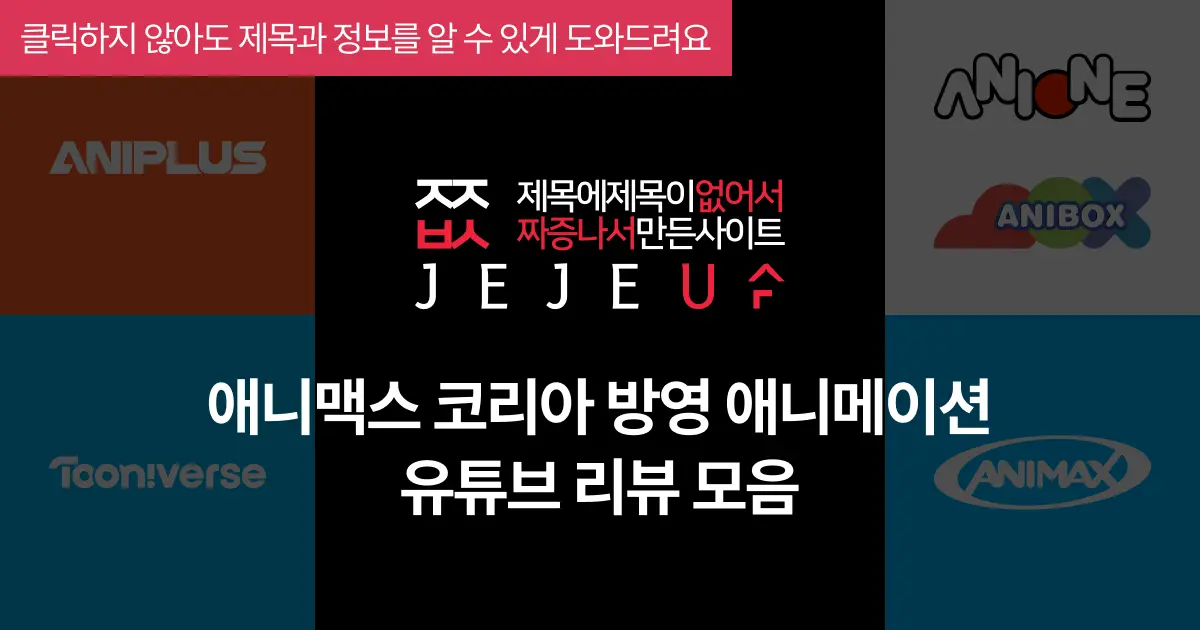 클릭하지 않아도 제목과 정보를 알 수 있게 도와드려요
ANIPLUS
ANIONE
ANIBOX
제목에제목이없어서
짜증나서만든사이트
JEJEU
애니맥스 코리아 방영 애니메이션
유튜브 리뷰 모음
Tooniverse
ANIMAX